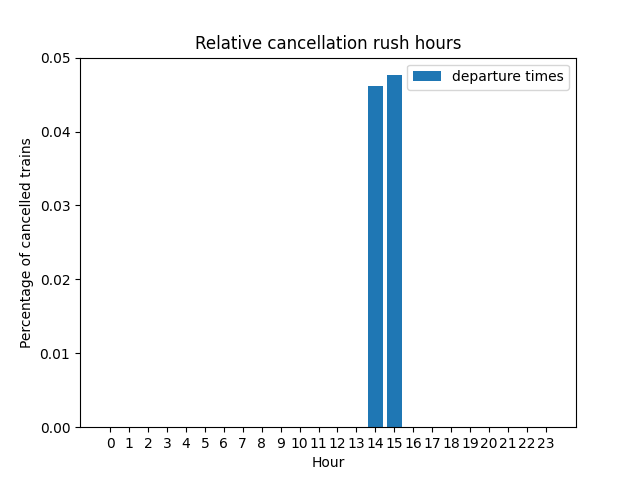 Relative cancellation rush hours
departure times
0.05
0.04
0.03
0.02
0.01
0.00
Percentage of cancelled trains
0 1 2 3 4 5 6 7 8 9 10 11 12 13 14 15 16 17 18 19 20 21 22 23
Hour